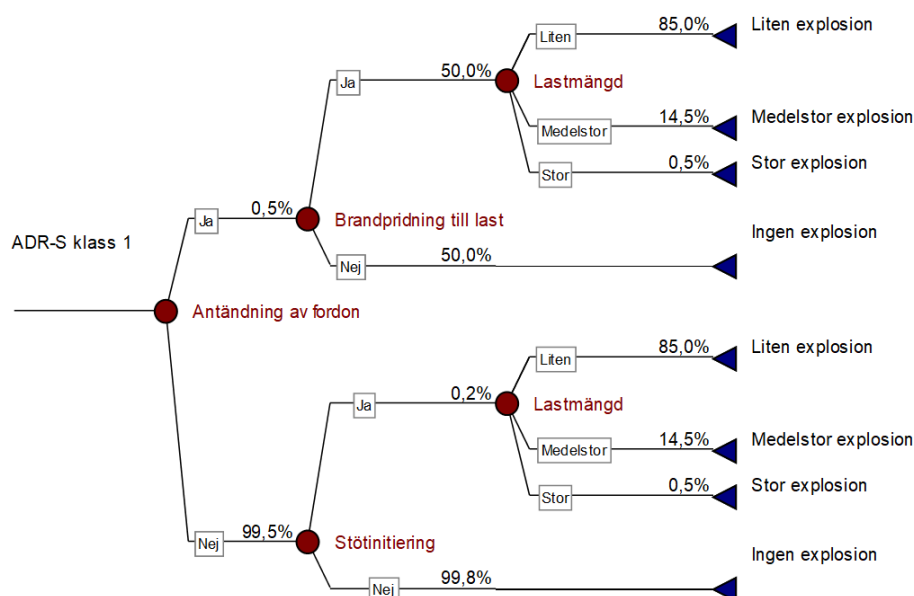 Liten 85,0% Liten explosion
Ja 50,0% Lastmängd
Medelstor 14,5% Medelstor explosion
Stor 0,5% Stor explosion
Ja 0,5% Brandpridning till last
ADR-S klass 1
Nej 50,0% Ingen explosion
Antändning av fordon
Liten 85,0% Liten explosion
Ja 0,2% Lastmängd
Medelstor 14,5% Medelstor explosion
Stor 0,5% Stor explosion
Nej 99,5% Stötinitiering
Nej 99,8% Ingen explosion